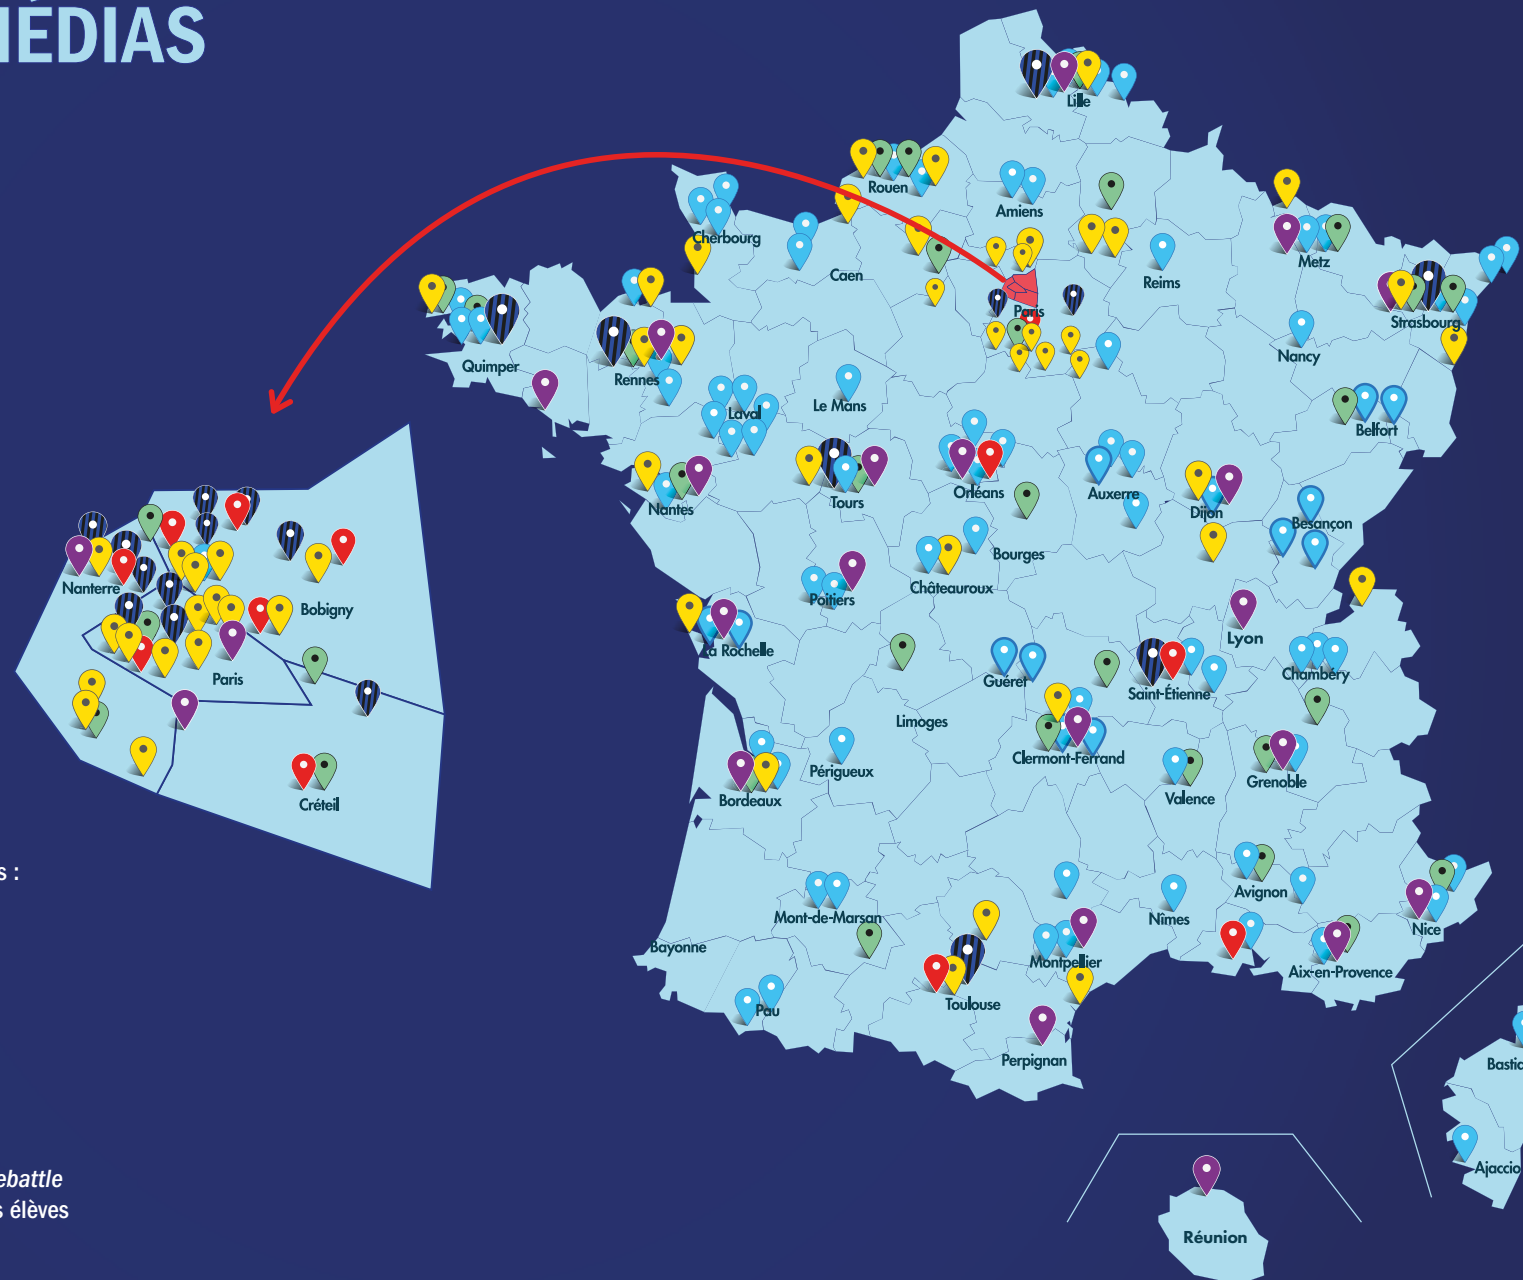 IÉDIAS
Lille
Rouen
Amiens
Cherbourg
Caen
Reims
Metz
Paris
Strasbourg
Nancy
Quimper
Rennes
Laval
Le Mans
Belfort
Nantes
Tours
Orléans
Auxerre
Dijon
Besançon
Bourges
Châteauroux
Poitiers
Nanterre
Bobigny
Paris
Créteil
La Rochelle
Guéret
Lyon
Saint-Étienne
Chambéry
Limoges
Clermont-Ferrand
Périgueux
Bordeaux
Valence
Grenoble
s :
Mont-de-Marsan
Avignon
Nîmes
Nice
Bayonne
Montpellier
Aix-en-Provence
Toulouse
Pau
Perpignan
Bastia
Ajaccio
ebattle
s élèves
Réunion